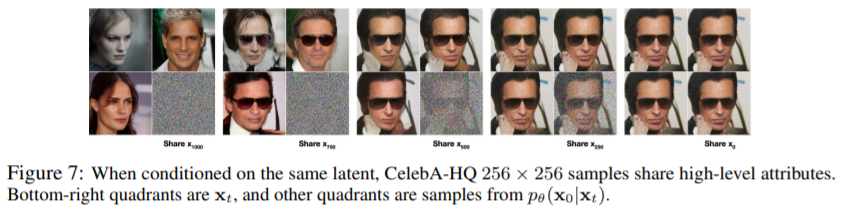 Share x₁₀₀₀ Share x₇₅₀ Share x₅₀₀ Share x₂₅₀ Share x₀
Figure 7: When conditioned on the same latent, CelebA-HQ 256 × 256 samples share high-level attributes.
Bottom-right quadrants are xₜ, and other quadrants are samples from pθ(x₀|xₜ).